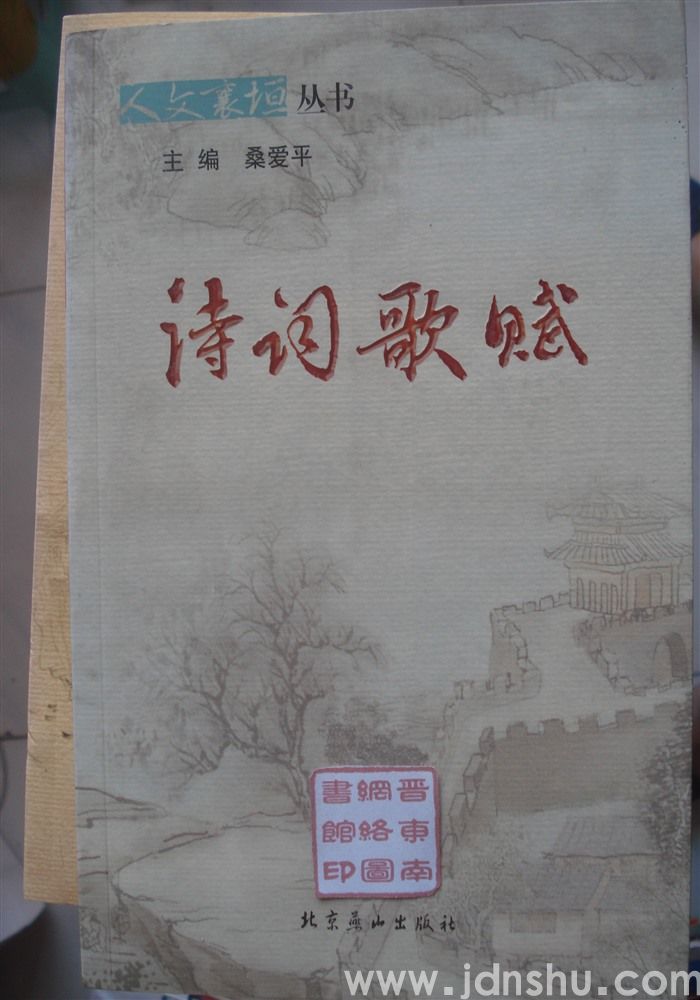 人文襄垣 丛书
主编 桑爱平
诗词歌赋
晋東南
網絡圖
書館印
北京燕山出版社
www.jdnshu.com